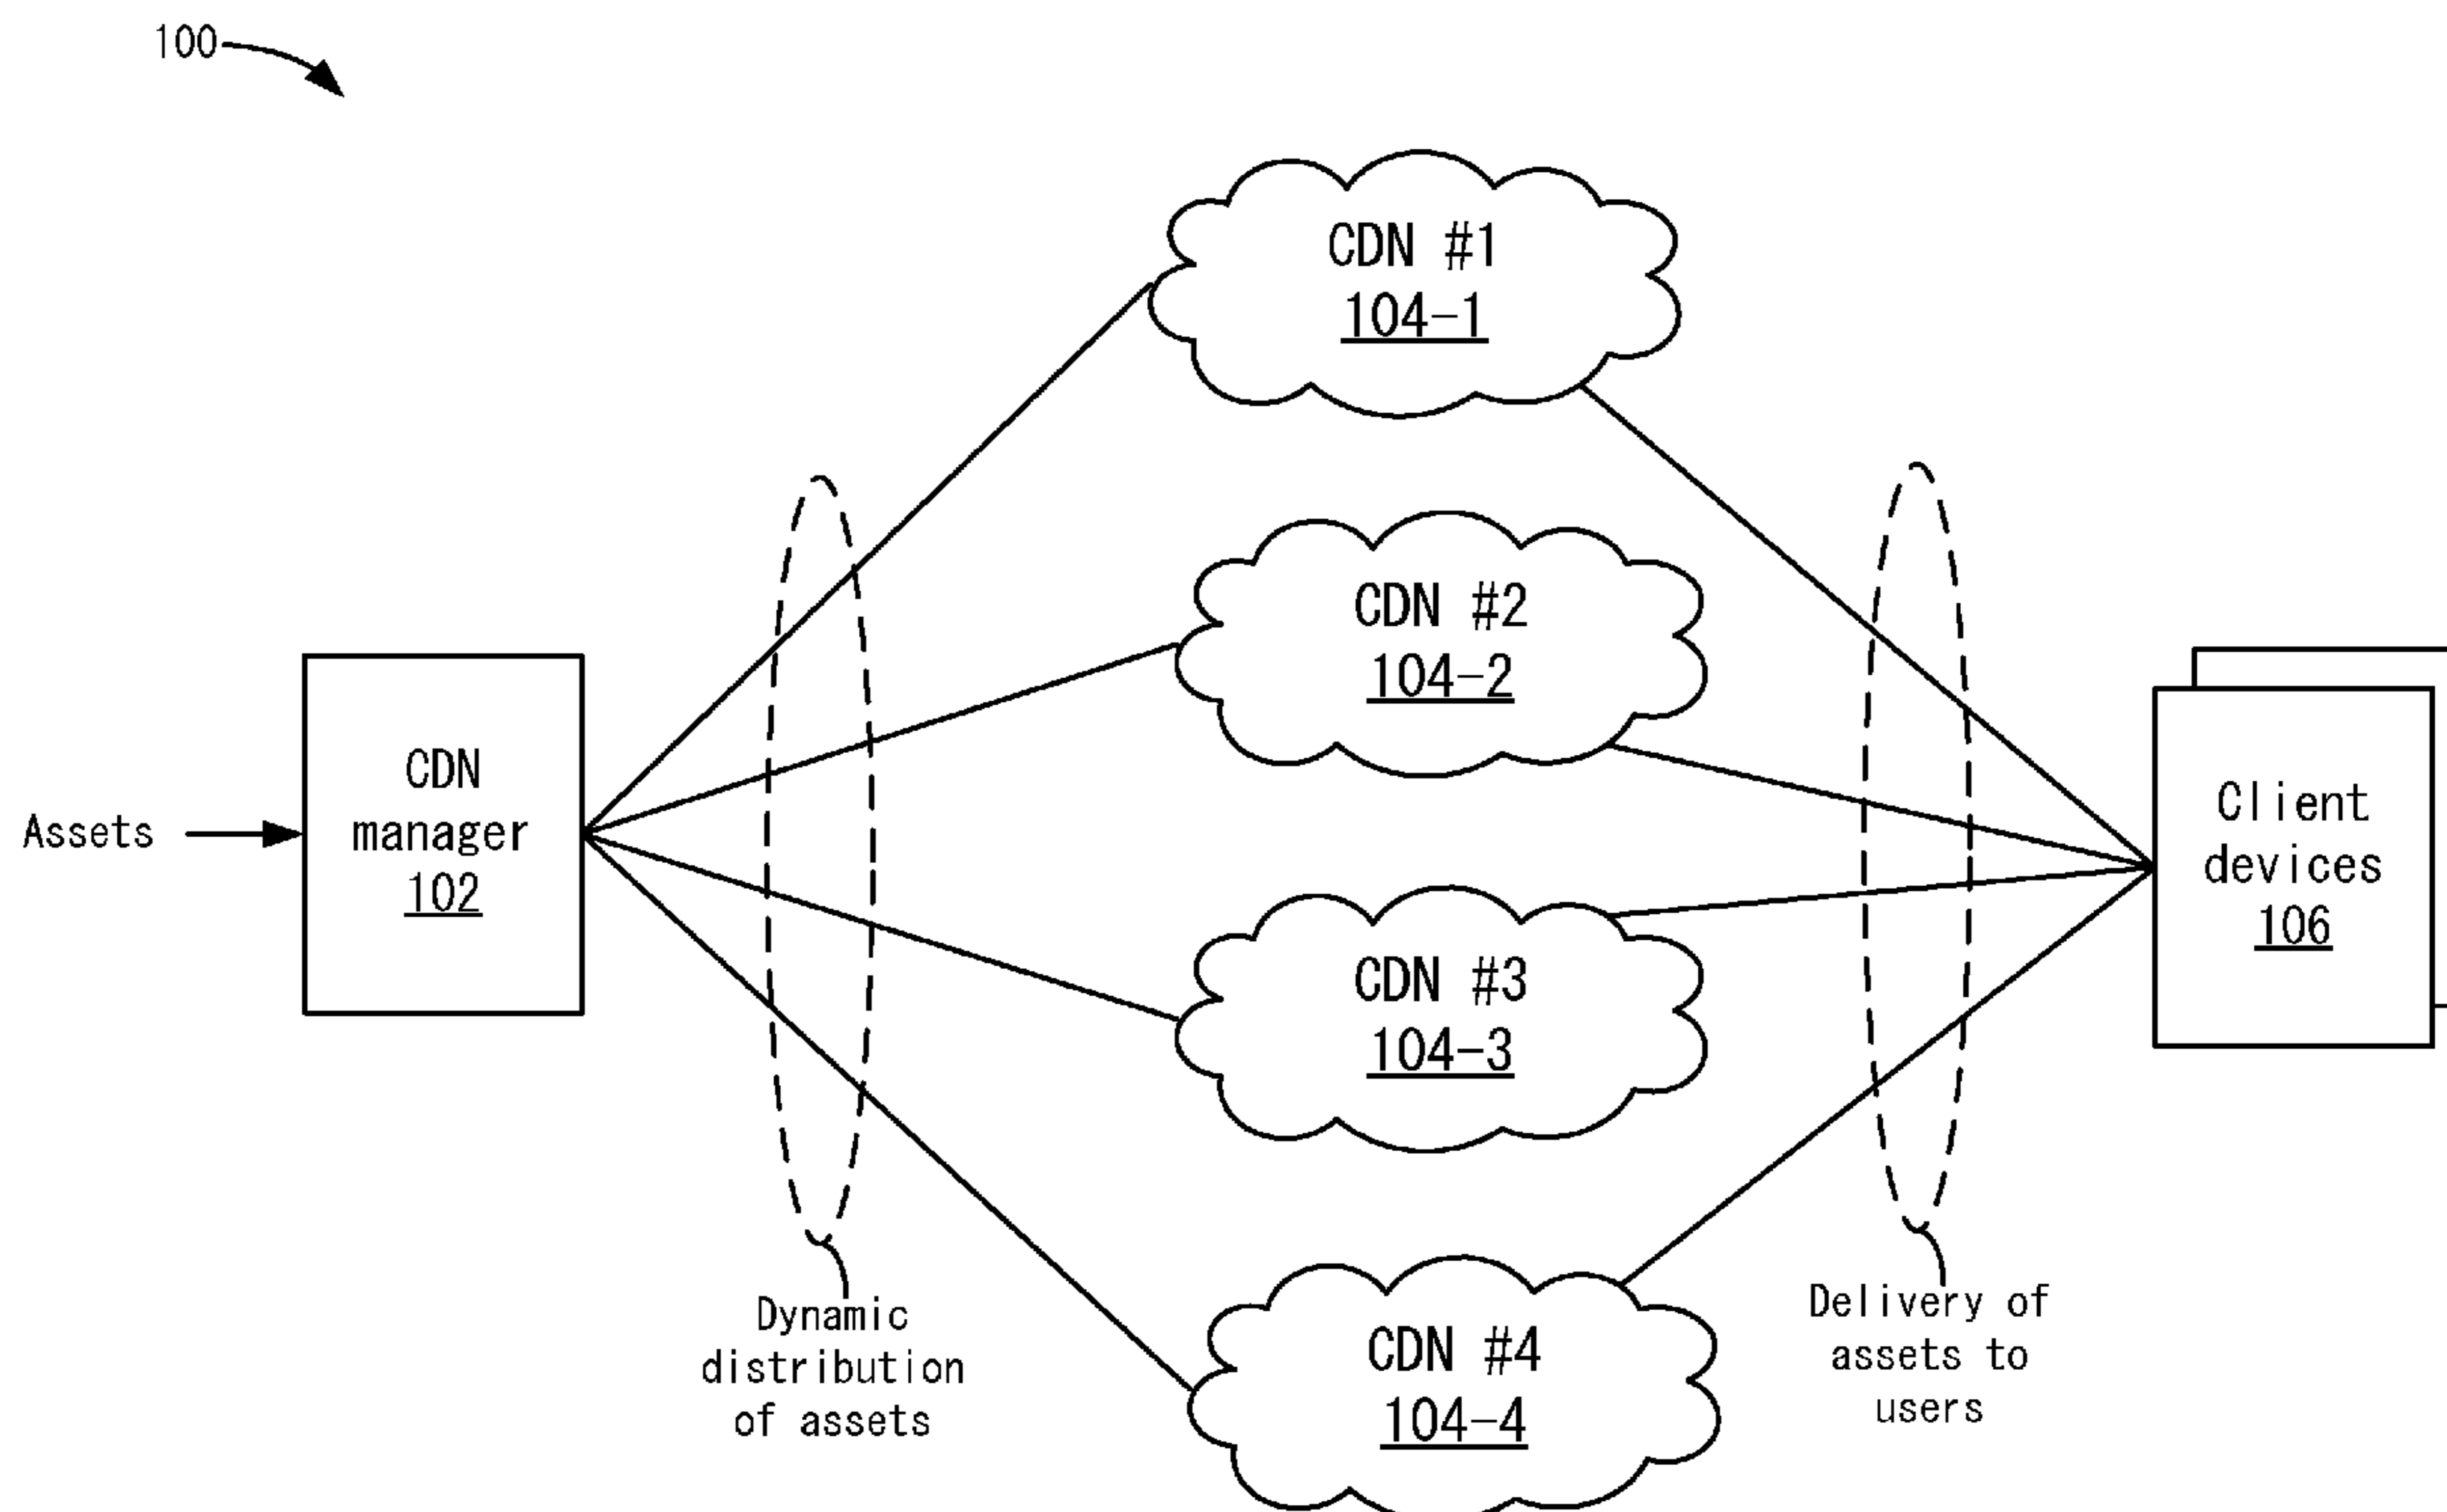 100
CDN #1
104-1
CDN #2
104-2
CDN
manager
102
Assets
Client
devices
106
CDN #3
104-3
Dynamic
distribution
of assets
CDN #4
104-4
Delivery of
assets to
users